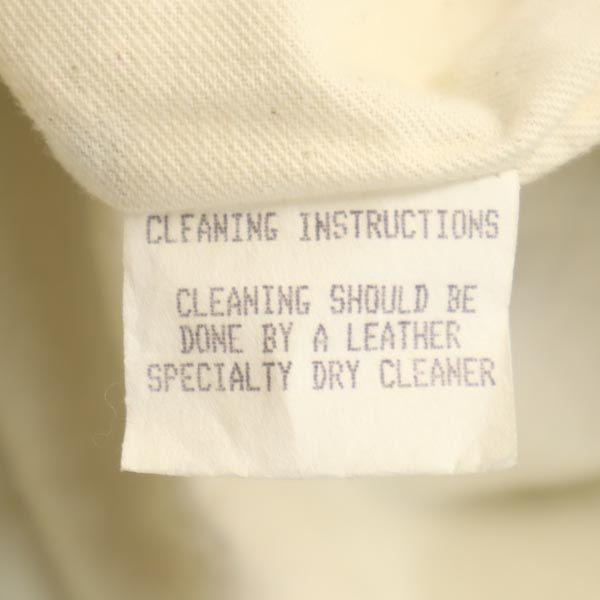 CLEANING INSTRUCTIONS
CLEANING SHOULD BE
DONE BY A LEATHER
SPECIALTY DRY CLEANER